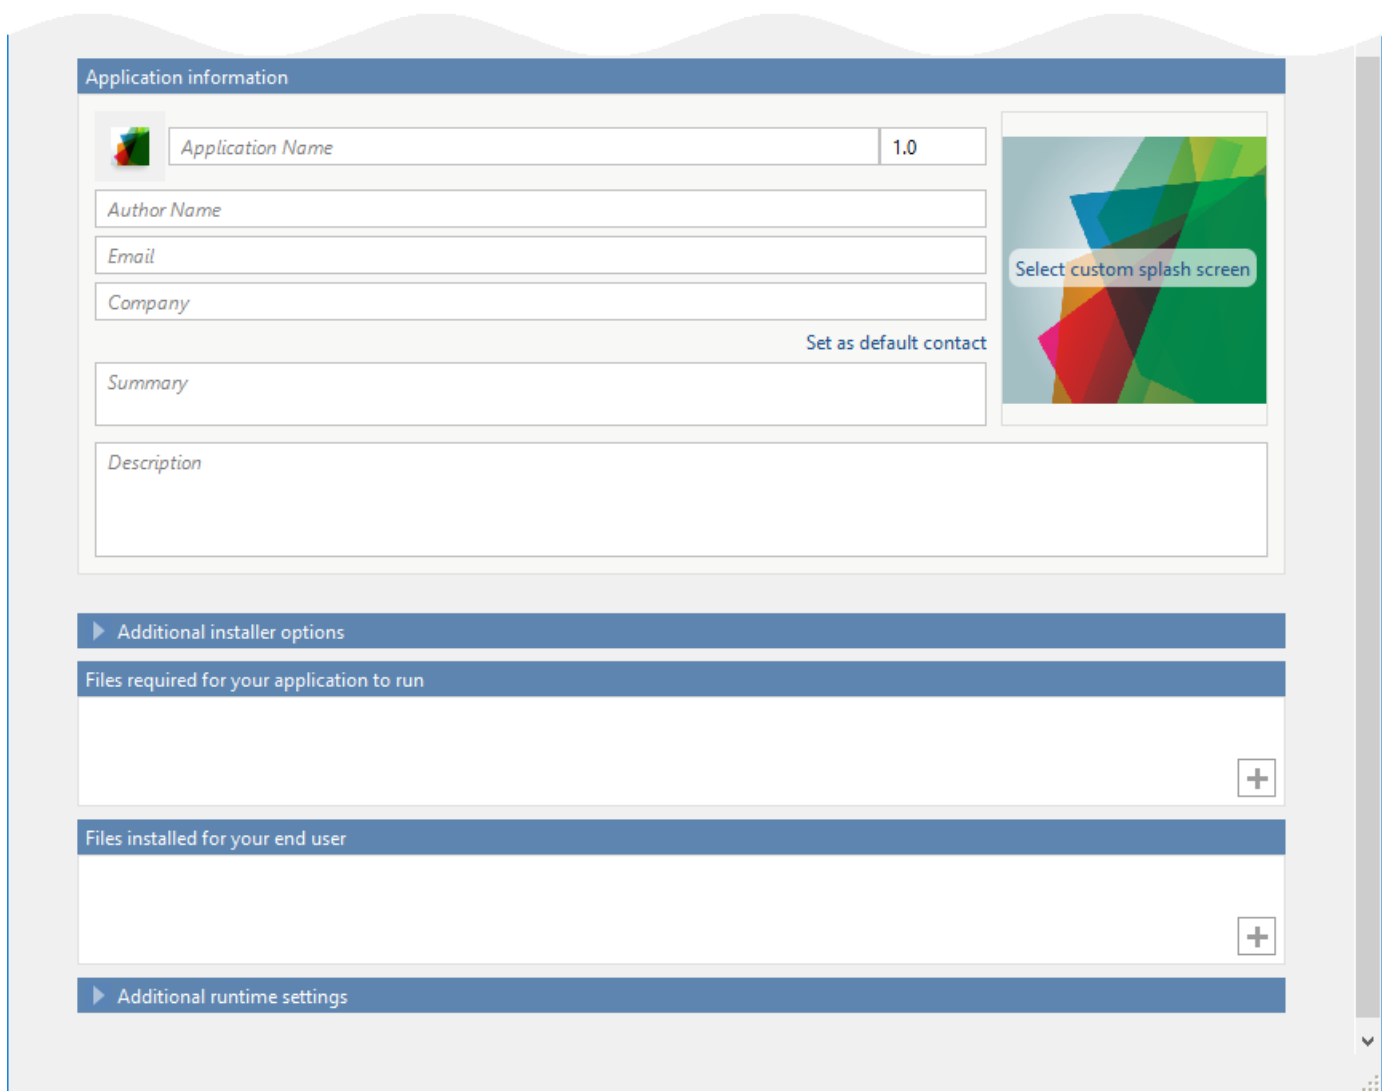 Application information
Application Name
1.0
Author Name
Email
Select custom splash screen
Company
Set as default contact
Summary
Description
Additional installer options
Files required for your application to run
Files installed for your end user
Additional runtime settings